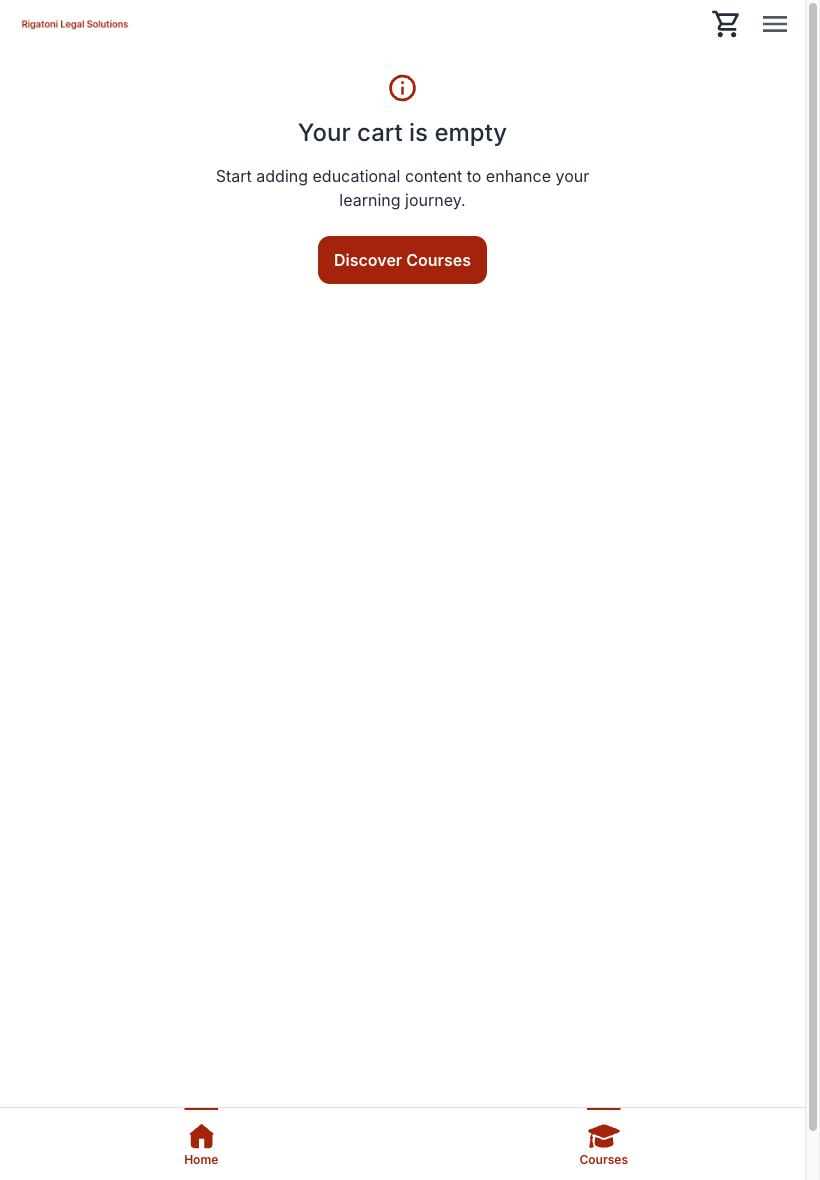 Rigatoni Legal Solutions
Your cart is empty
Start adding educational content to enhance your
learning journey.
Discover Courses
Home
Courses